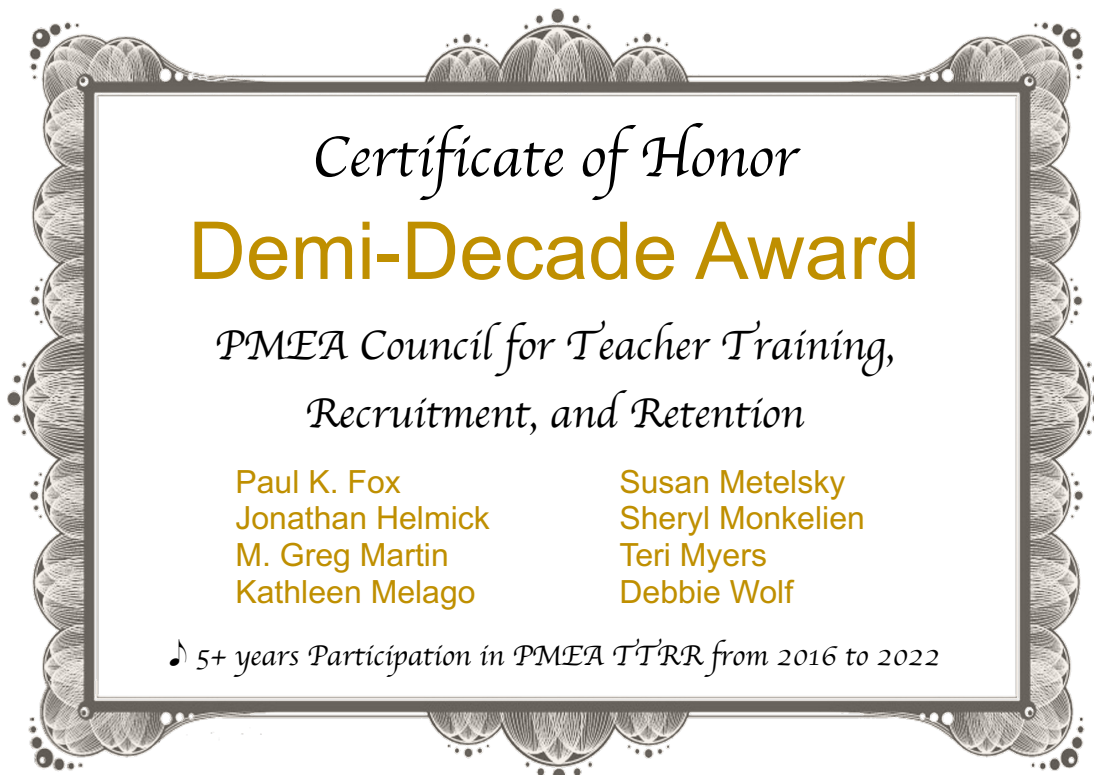 Certificate of Honor
Demi-Decade Award
PMEA Council for Teacher Training,
Recruitment, and Retention
Paul K. Fox
Jonathan Helmick
M. Greg Martin
Kathleen Melago
Susan Metelsky
Sheryl Monkelien
Teri Myers
Debbie Wolf
♪ 5+ years Participation in PMEA TTRR from 2016 to 2022